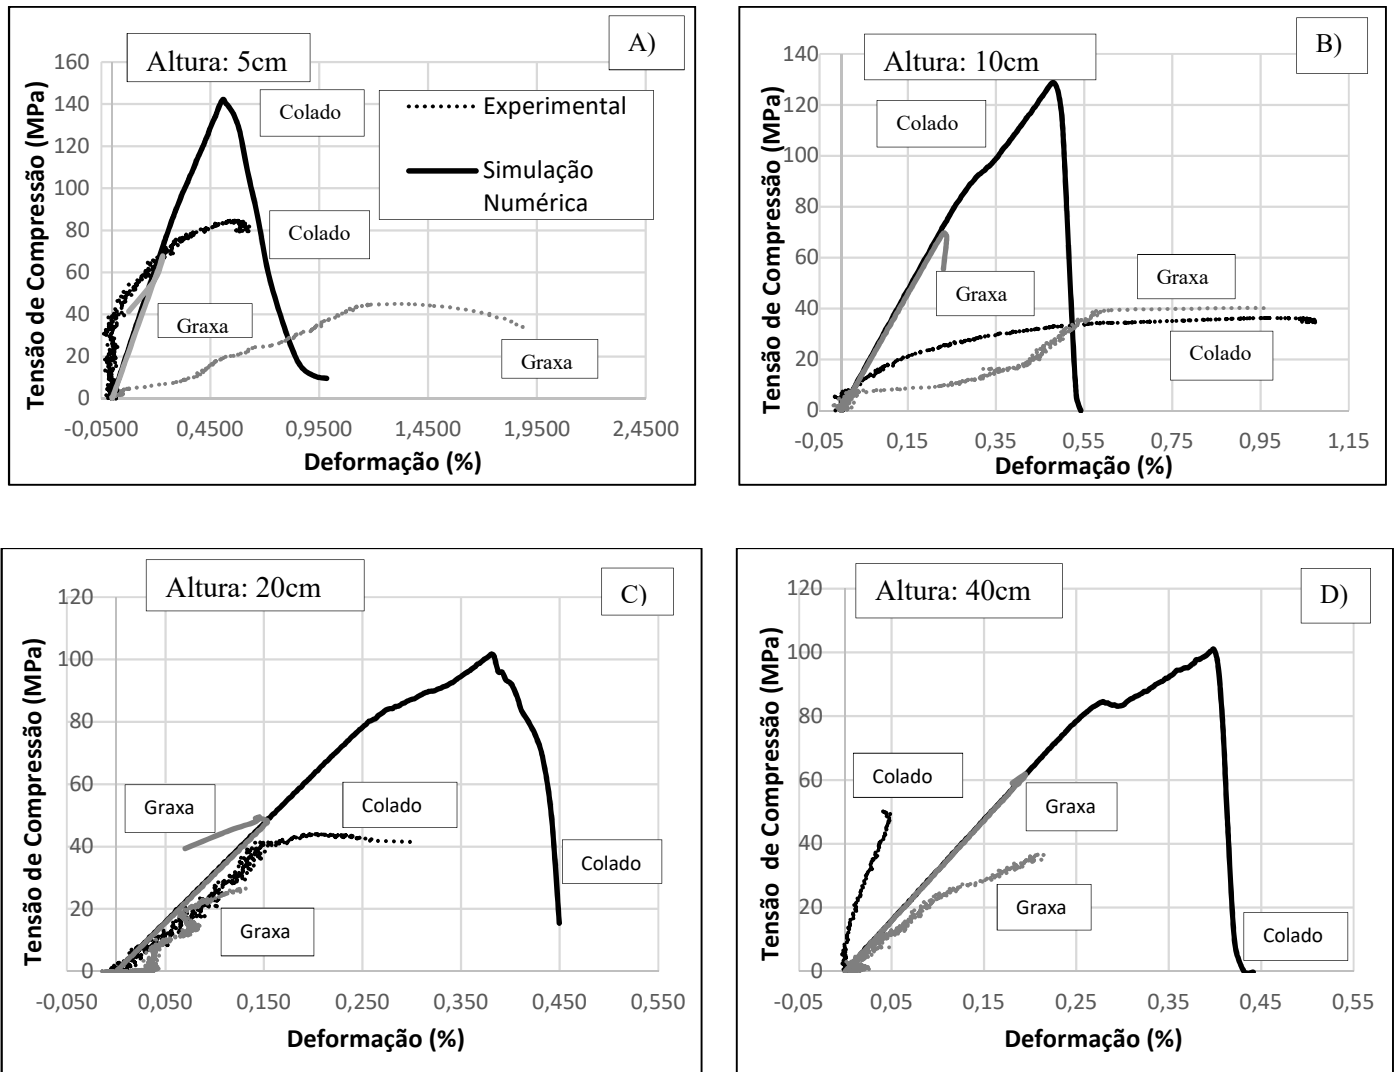 A)
Altura: 5cm
Tensão de Compressão (MPa)
160
140
120
100
80
60
40
20
0
Colado
Experimental
Simulação
Numérica
Colado
Graxa
Graxa
-0,0500
0,4500
0,9500
1,4500
1,9500
2,4500
Deformação (%)
B)
Altura: 10cm
Tensão de Compressão (MPa)
140
120
100
80
60
40
20
0
Colado
Graxa
Graxa
Colado
-0,05
0,15
0,35
0,55
0,75
0,95
1,15
Deformação (%)
C)
Altura: 20cm
Tensão de Compressão (MPa)
120
100
80
60
40
20
0
Graxa
Colado
Colado
Graxa
-0,050
0,050
0,150
0,250
0,350
0,450
0,550
Deformação (%)
D)
Altura: 40cm
Tensão de Compressão (MPa)
120
100
80
60
40
20
0
Colado
Graxa
Graxa
Colado
-0,05
0,05
0,15
0,25
0,35
0,45
0,55
Deformação (%)